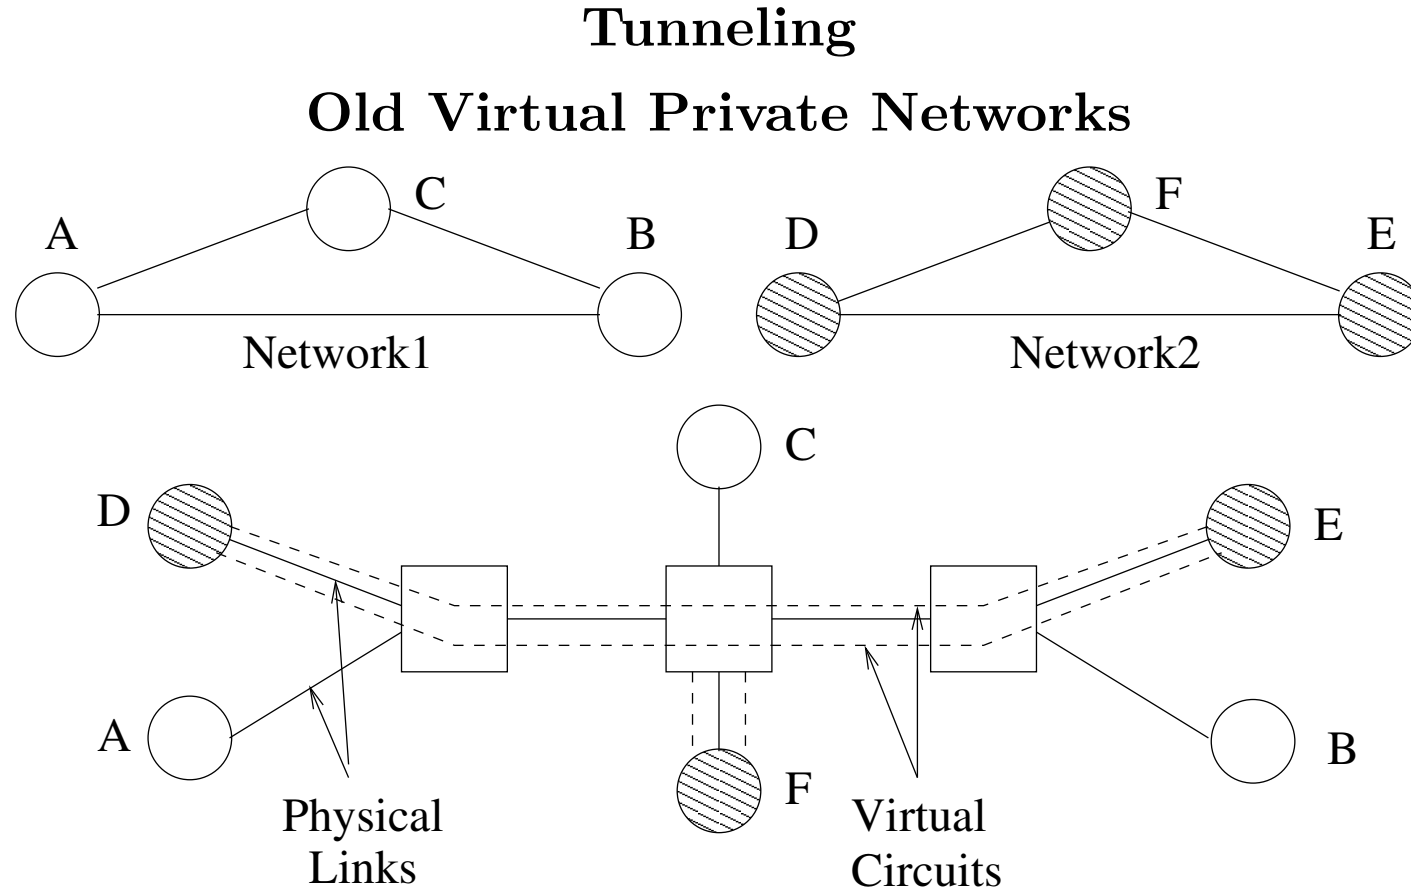 Tunneling
Old Virtual Private Networks
C
F
A
B
D
E
Network1
Network2
C
D
E
A
B
F
Physical
Links
Virtual
Circuits